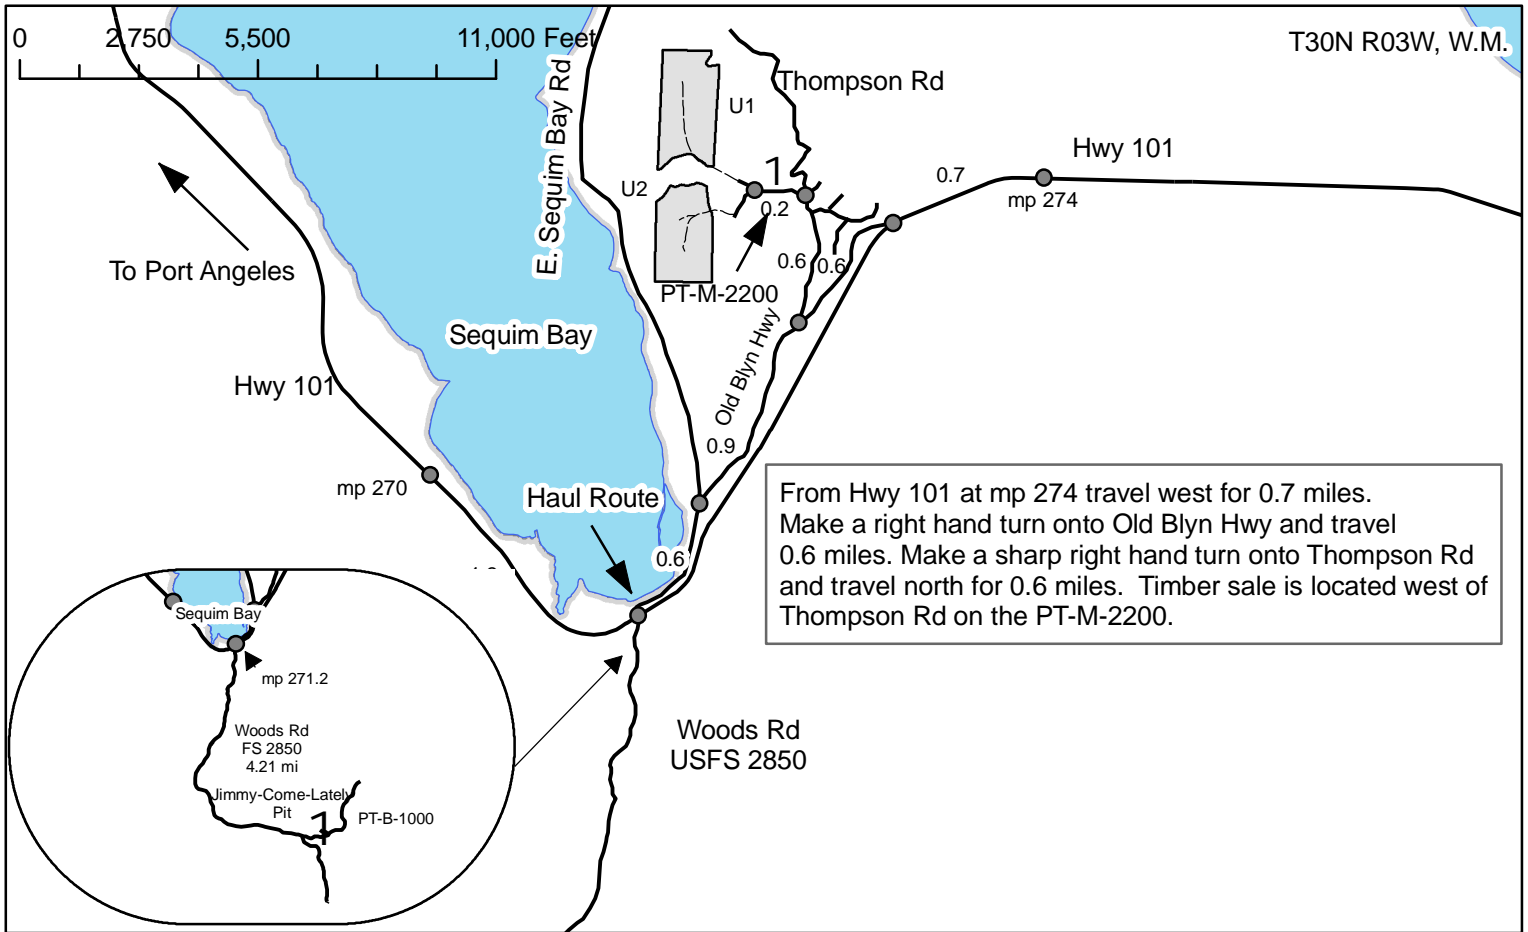 0 2,750 5,500 11,000 Feet
T30N R03W, W.M.
E. Sequim Bay Rd
Thompson Rd
U1
Hwy 101
0.7
mp 274
1
U2
0.2
To Port Angeles
0.6
0.6
PT-M-2200
Sequim Bay
Old Blyn Hwy
Hwy 101
0.9
mp 270
Haul Route
0.6
From Hwy 101 at mp 274 travel west for 0.7 miles.
Make a right hand turn onto Old Blyn Hwy and travel
0.6 miles. Make a sharp right hand turn onto Thompson Rd
and travel north for 0.6 miles. Timber sale is located west of
Thompson Rd on the PT-M-2200.
Sequim Bay
mp 271.2
Woods Rd
FS 2850
4.21 mi
Jimmy-Come-Lately
Pit
1
PT-B-1000
Woods Rd
USFS 2850